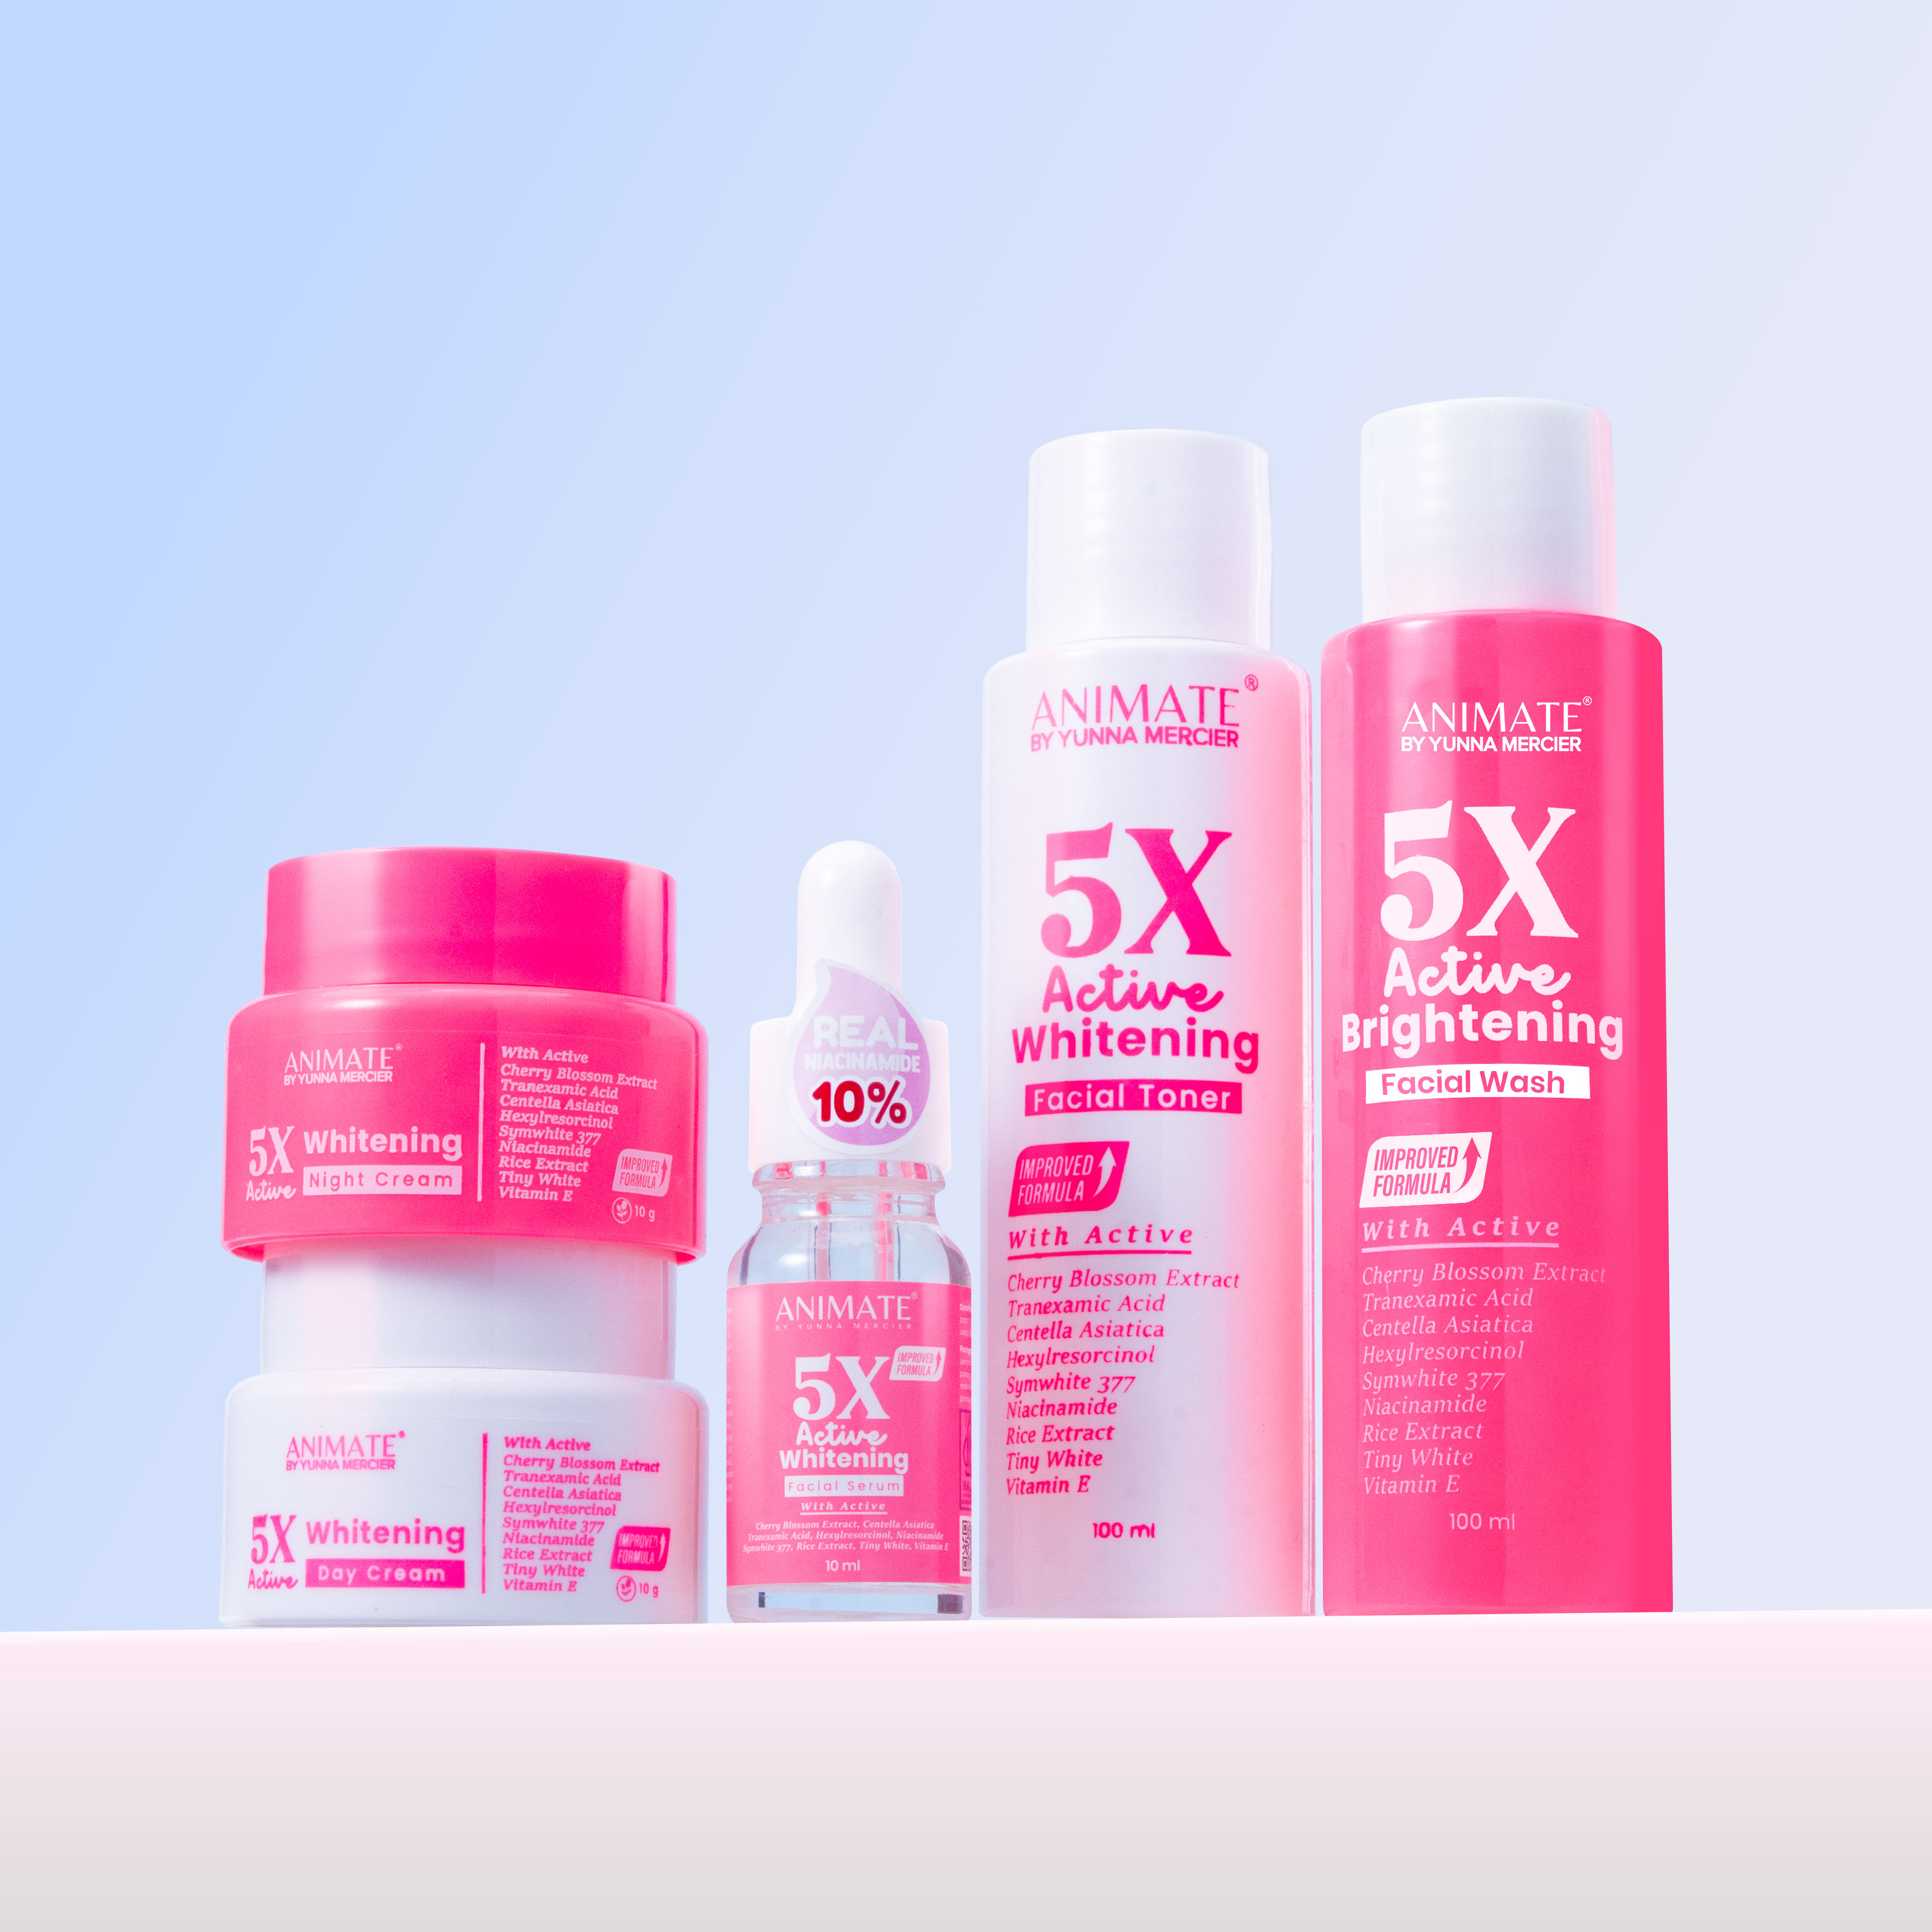 ANIMATE®
BY YUNNA MERCIER
5X
Active
Whitening
Night Cream
With Active
Cherry Blossom Extract
Tranexamic Acid
Centella Asiatica
Hexylresorcinol
Symwhite 377
Niacinamide
Rice Extract
Tiny White
Vitamin E
IMPROVED
FORMULA
10 g
ANIMATE®
BY YUNNA MERCIER
5X
Active
Whitening
Day Cream
With Active
Cherry Blossom Extract
Tranexamic Acid
Centella Asiatica
Hexylresorcinol
Symwhite 377
Niacinamide
Rice Extract
Tiny White
Vitamin E
IMPROVED
FORMULA
10 g
REAL
NIACINAMIDE
10%
ANIMATE®
BY YUNNA MERCIER
5X
IMPROVED
FORMULA
Active
Whitening
Facial Serum
With Active
Cherry Blossom Extract, Centella Asiatica
Tranexamic Acid, Hexylresorcinol, Niacinamide
Symwhite 377, Rice Extract, Tiny White, Vitamin E
10 ml
ANIMATE®
BY YUNNA MERCIER
5X
Active
Whitening
Facial Toner
IMPROVED
FORMULA
With Active
Cherry Blossom Extract
Tranexamic Acid
Centella Asiatica
Hexylresorcinol
Symwhite 377
Niacinamide
Rice Extract
Tiny White
Vitamin E
100 ml
ANIMATE®
BY YUNNA MERCIER
5X
Active
Brightening
Facial Wash
IMPROVED
FORMULA
With Active
Cherry Blossom Extract
Tranexamic Acid
Centella Asiatica
Hexylresorcinol
Symwhite 377
Niacinamide
Rice Extract
Tiny White
Vitamin E
100 ml